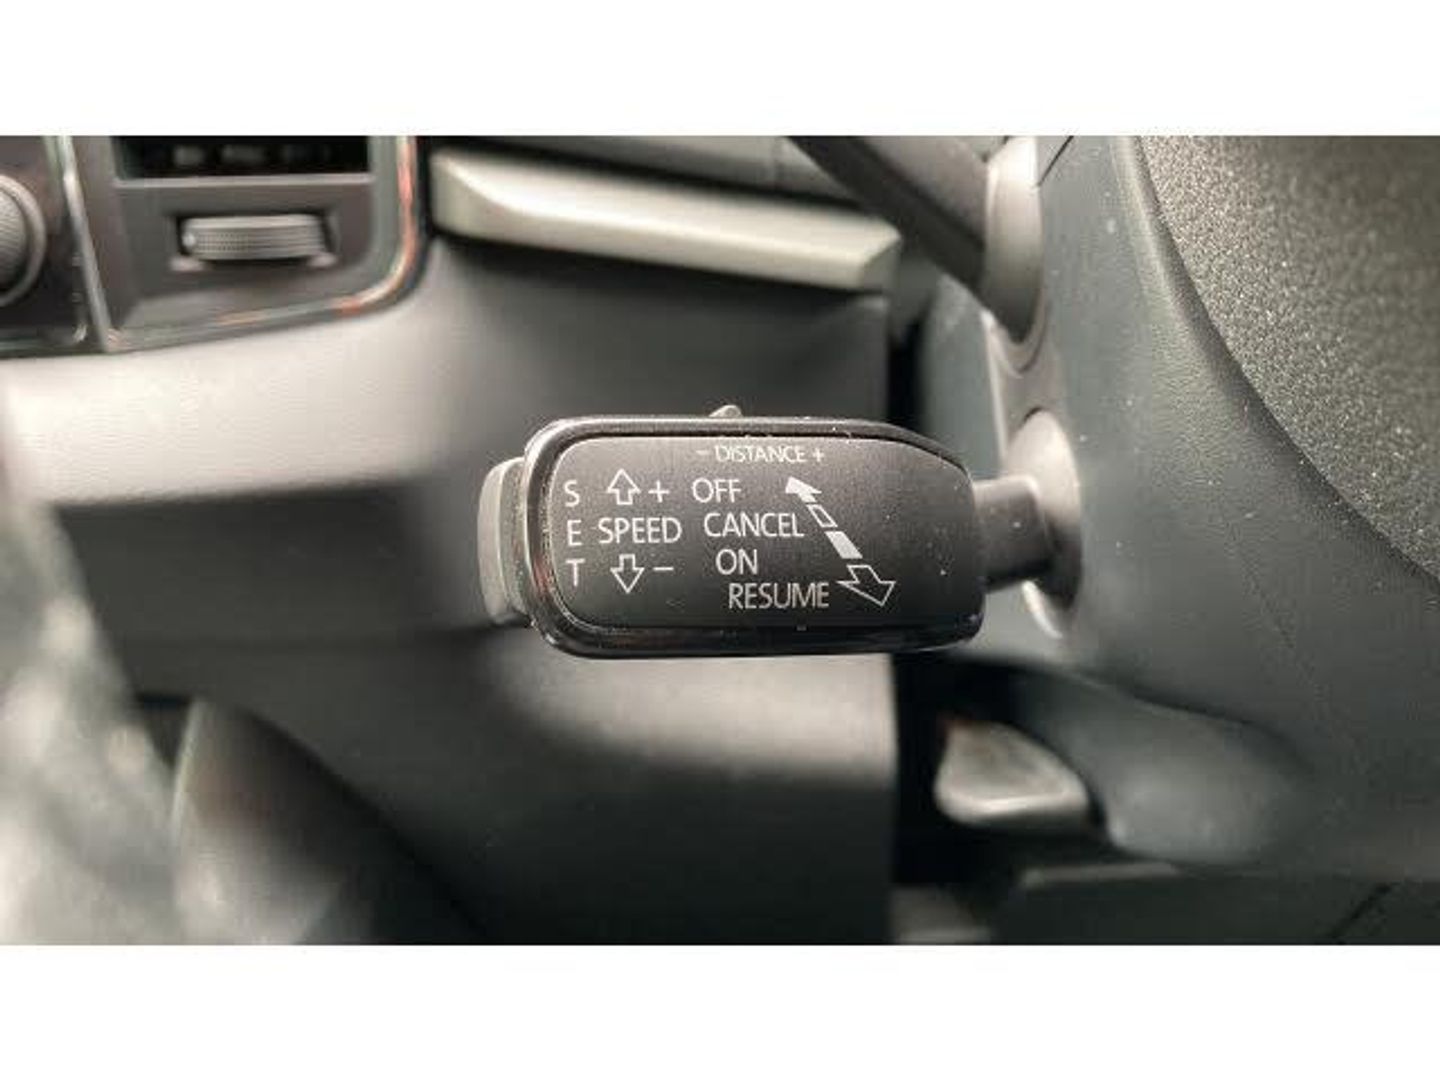 - DISTANCE +
S + OFF
E SPEED CANCEL
T - ON
RESUME